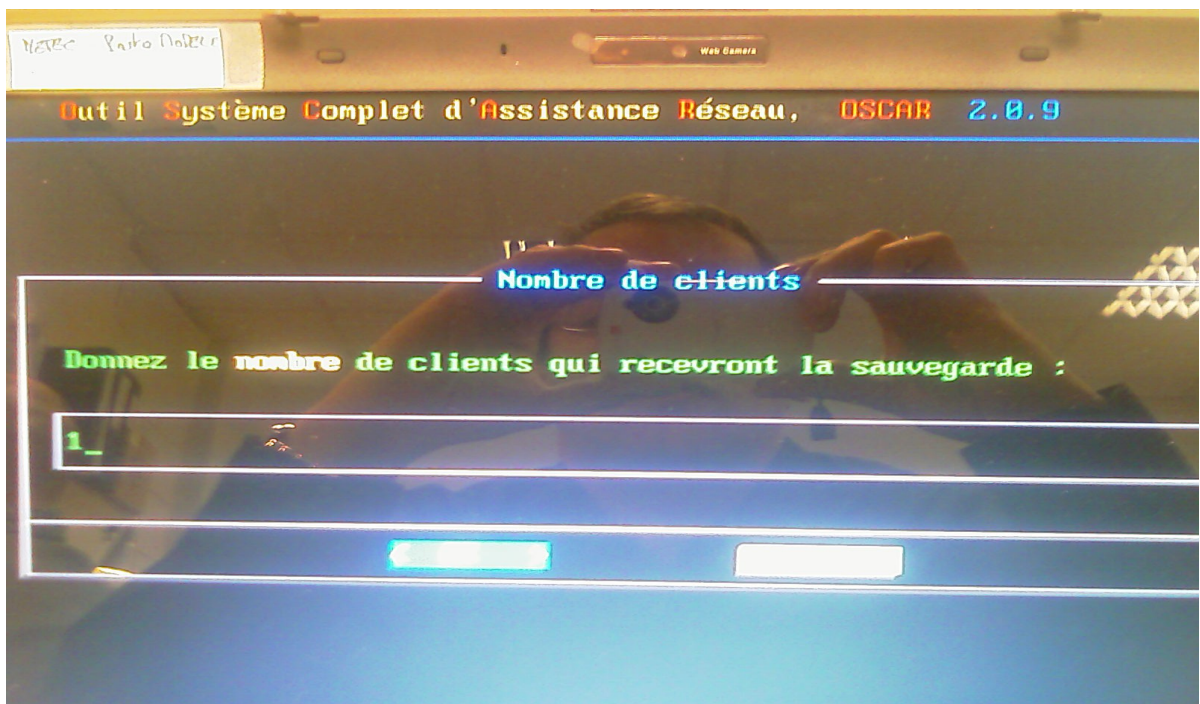 Web Camera
Outil Système Complet d'Assistance Réseau, OSCAR 2.0.9
Nombre de clients
Donnez le nombre de clients qui recevront la sauvegarde :
1_